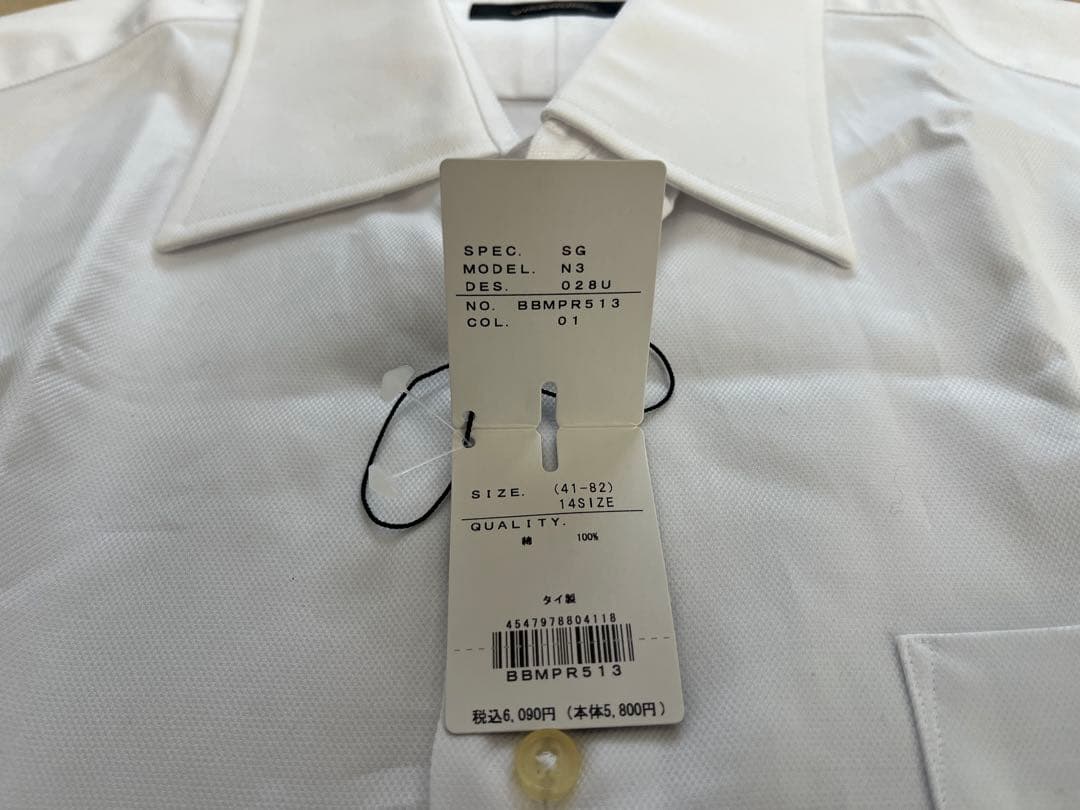 SPEC. SG
MODEL. N3
DES. 028U
NO. BBMPR513
COL. 01
SIZE. (41-82)
14SIZE
QUALITY.
綿 100%
タイ製
4547978804118
BBMPR513
税込6,090円 (本体5,800円)